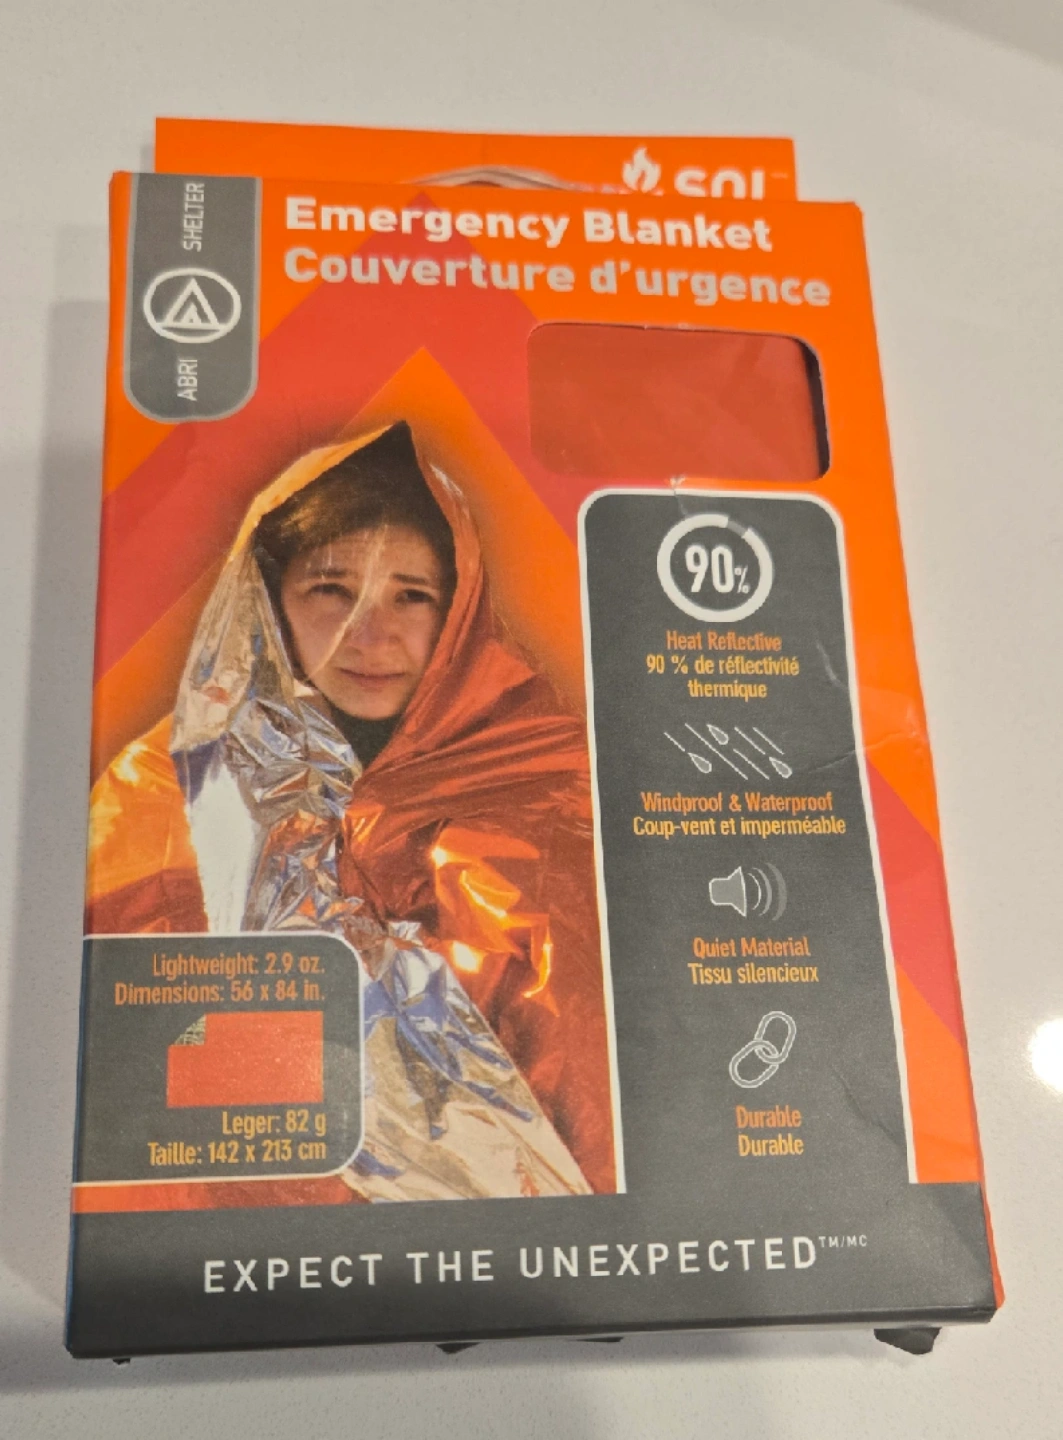 SOL
SHELTER
ABRI
Emergency Blanket
Couverture d'urgence
90%
Heat Reflective
90 % de réflectivité
thermique
Windproof & Waterproof
Coup-vent et imperméable
Quiet Material
Tissu silencieux
Durable
Durable
Lightweight: 2.9 oz.
Dimensions: 56 x 84 in.
Leger: 82 g
Taille: 142 x 213 cm
EXPECT THE UNEXPECTED™/MC